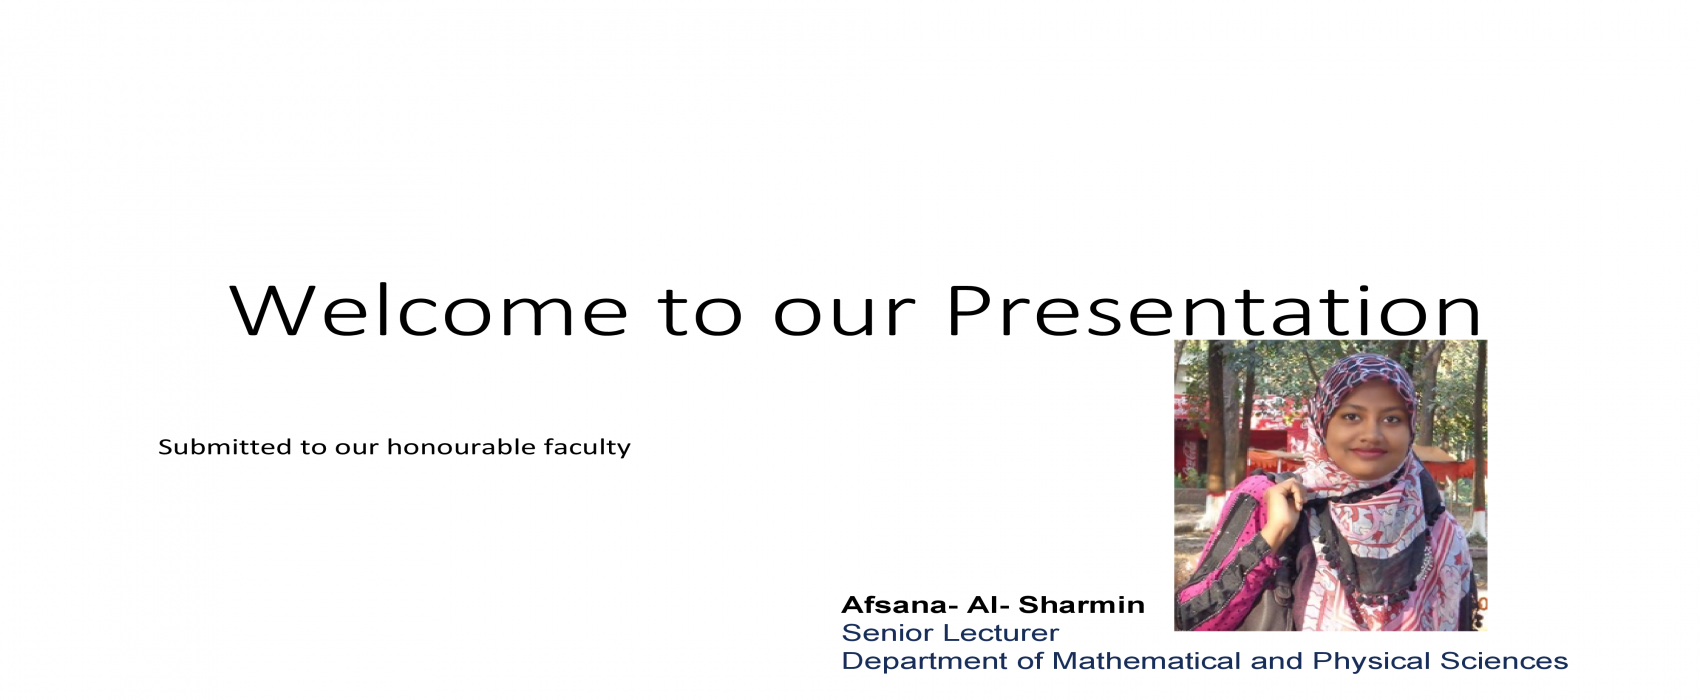 Welcome to our Presentation
Submitted to our honourable faculty
Afsana- Al- Sharmin
Senior Lecturer
Department of Mathematical and Physical Sciences